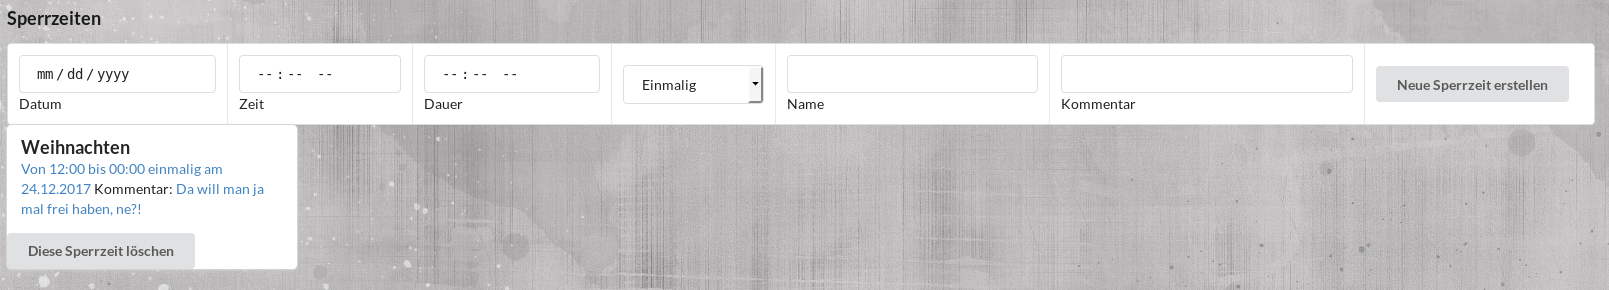 Sperrzeiten
mm / dd / yyyy
-- : -- --
-- : -- --
Einmalig
Neue Sperrzeit erstellen
Datum
Zeit
Dauer
Name
Kommentar
Weihnachten
Von 12:00 bis 00:00 einmalig am
24.12.2017 Kommentar: Da will man ja
mal frei haben, ne?!
Diese Sperrzeit löschen